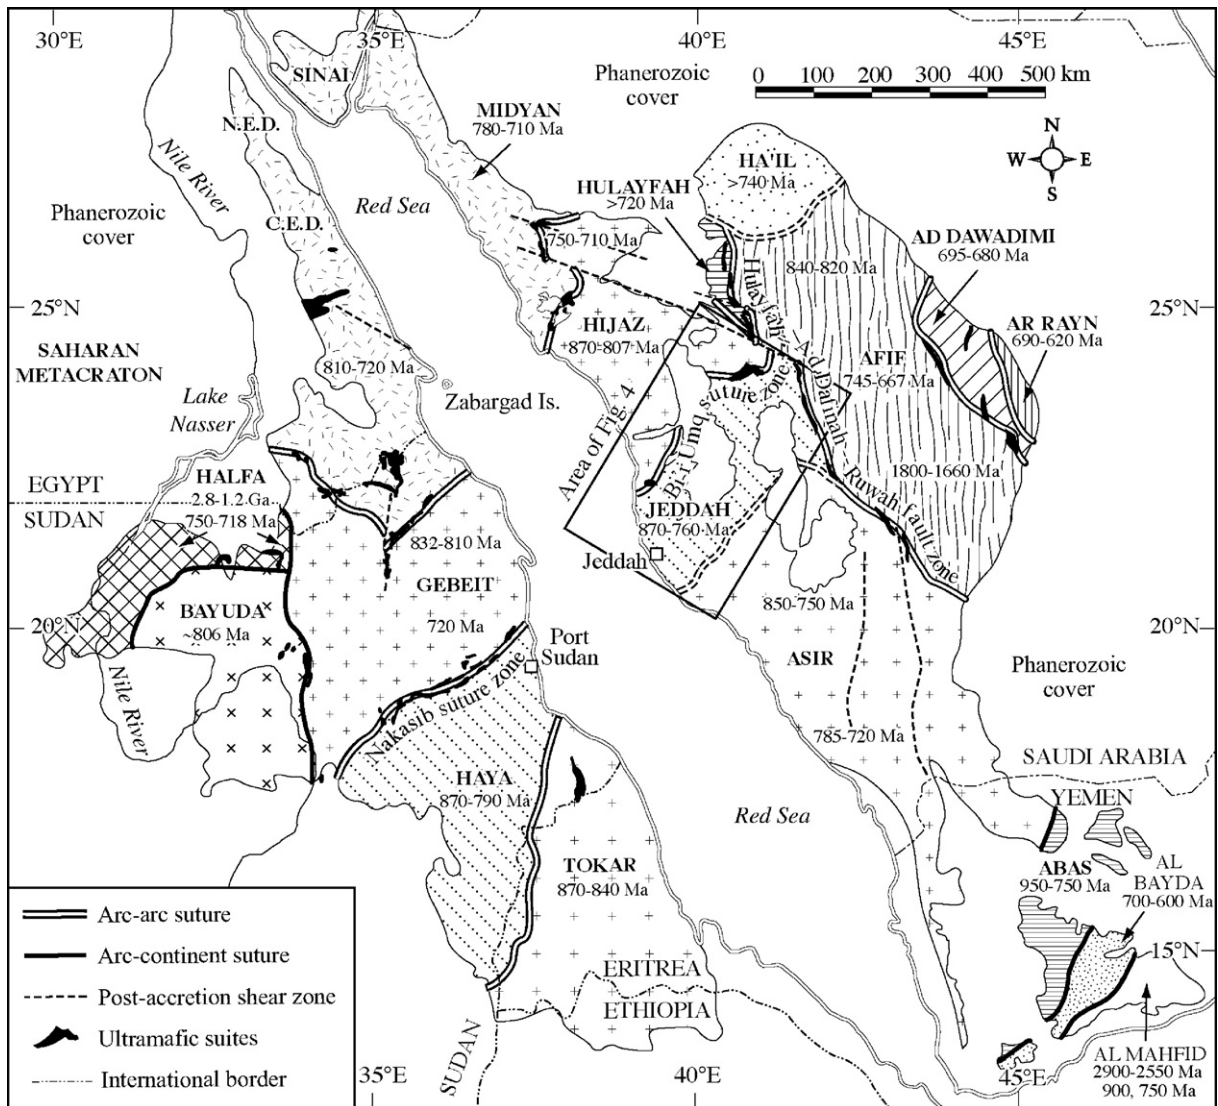 30°E
35°E
40°E
45°E
SINAI
Phanerozoic
cover
0 100 200 300 400 500 km
N
W E
S
MIDYAN
780-710 Ma
N.E.D.
Nile River
HA'IL
>740 Ma
HULAYFAH
>720 Ma
Phanerozoic
cover
Red Sea
C.E.D.
750-710 Ma
840-820 Ma
AD DAWADIMI
695-680 Ma
25°N
25°N
HIJAZ
870-807 Ma
Hulayfah - Ad Dafinah - Ruwah fault zone
AR RAYN
690-620 Ma
SAHARAN
METACRATON
810-720 Ma
AFIF
745-667 Ma
Zabargad Is.
Lake
Nasser
Area of Fig. 4
Bi-i Umq suture zone
EGYPT
SUDAN
HALFA
2.8-1.2 Ga
750-718 Ma
1800-1660 Ma
JEDDAH
870-760 Ma
832-810 Ma
Jeddah
GEBEIT
BAYUDA
~806 Ma
850-750 Ma
20°N
20°N
720 Ma
Port
Sudan
ASIR
Phanerozoic
cover
Nile River
Nakasib suture zone
785-720 Ma
SAUDI ARABIA
YEMEN
HAYA
870-790 Ma
Red Sea
TOKAR
870-840 Ma
ABAS
950-750 Ma
AL
BAYDA
700-600 Ma
15°N
ERITREA
ETHIOPIA
SUDAN
AL MAHFID
2900-2550 Ma
900, 750 Ma
35°E
40°E
45°E
Arc-arc suture
Arc-continent suture
Post-accretion shear zone
Ultramafic suites
International border